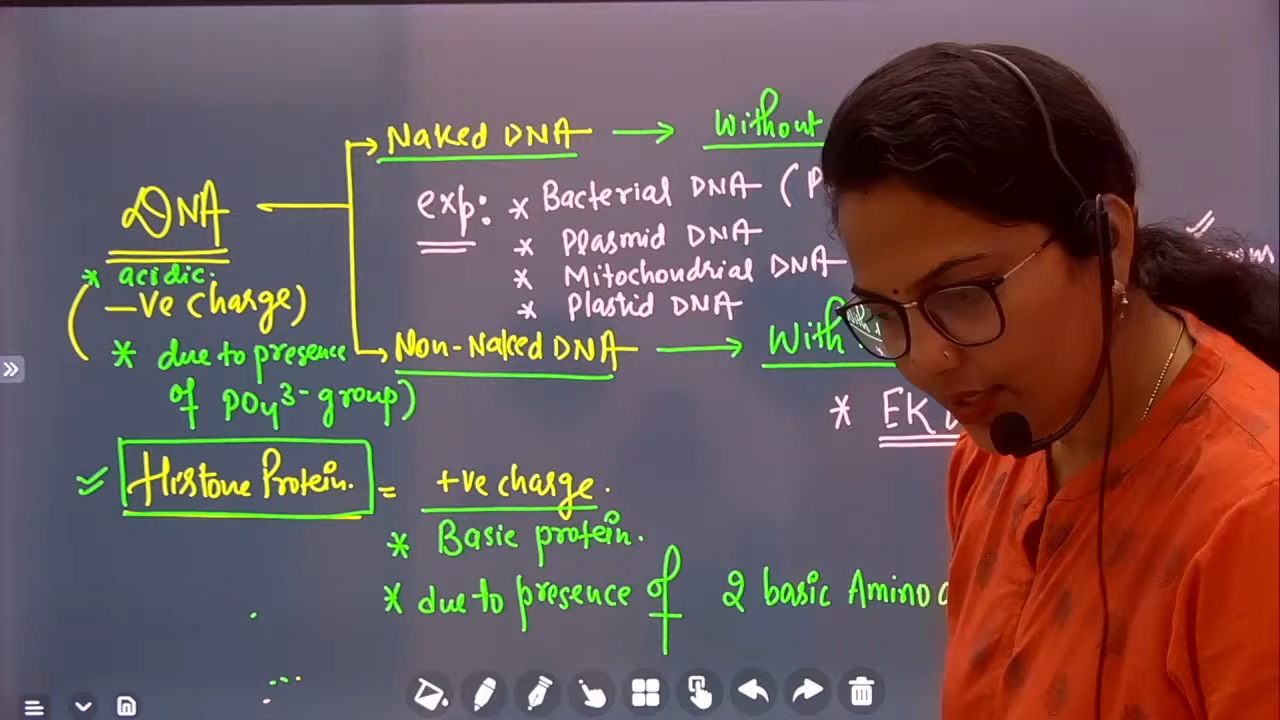 Naked DNA → Without
exp: * Bacterial DNA (P
DNA
* Plasmid DNA
* Mitochondrial DNA
* Plastid DNA
* acidic.
(-ve charge)
* due to presence
of PO4³⁻ group)
Non-Naked DNA → With
* EK
Histone Protein. = +ve charge.
* Basic protein.
* due to presence of 2 basic Amino